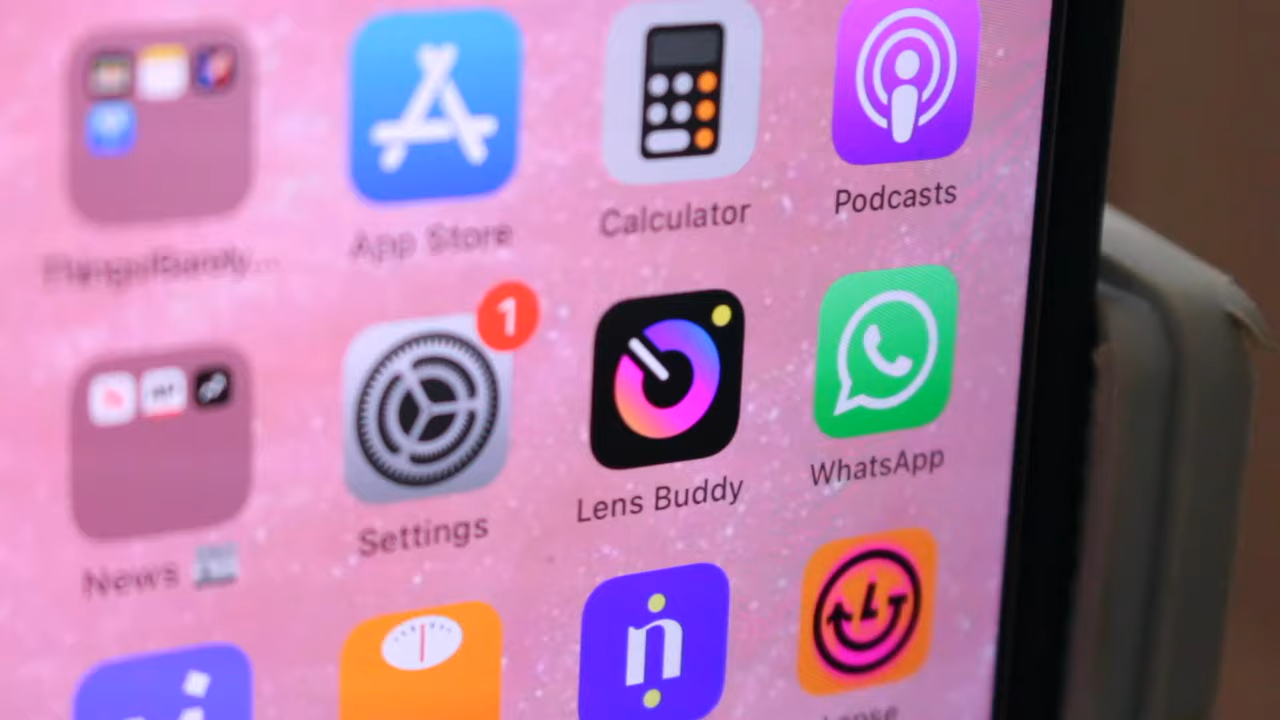 App Store
Calculator
Podcasts
1
Settings
Lens Buddy
WhatsApp
News
n